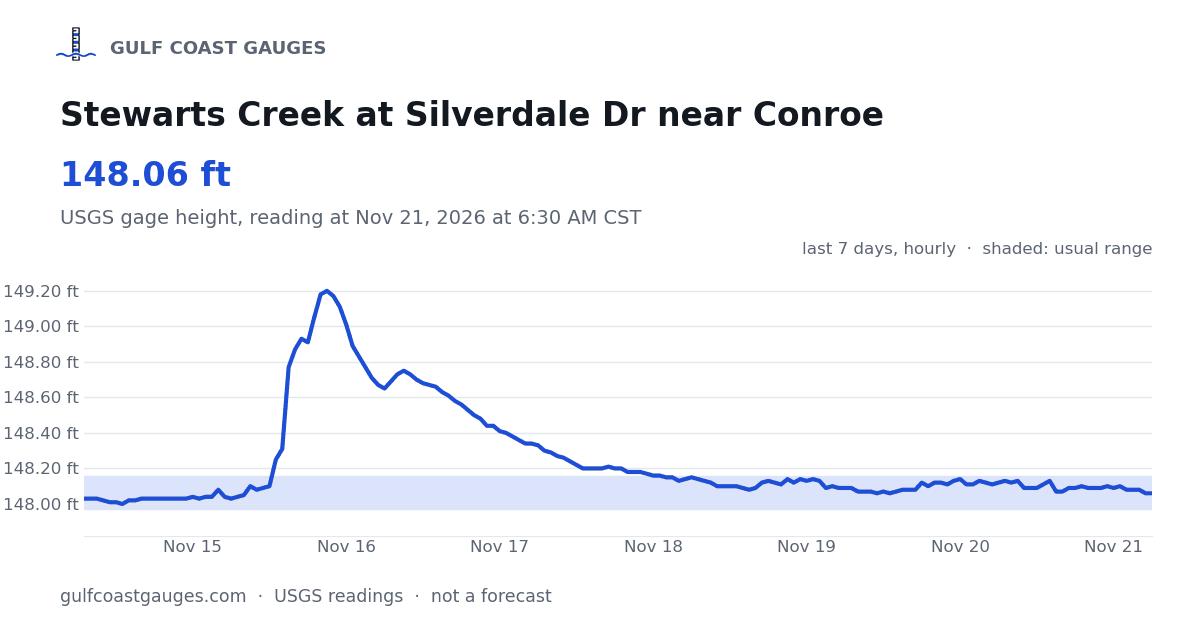 GULF COAST GAUGES
Stewarts Creek at Silverdale Dr near Conroe
148.06 ft
USGS gage height, reading at Nov 21, 2026 at 6:30 AM CST
last 7 days, hourly · shaded: usual range
149.20 ft
149.00 ft
148.80 ft
148.60 ft
148.40 ft
148.20 ft
148.00 ft
Nov 15 Nov 16 Nov 17 Nov 18 Nov 19 Nov 20 Nov 21
gulfcoastgauges.com · USGS readings · not a forecast